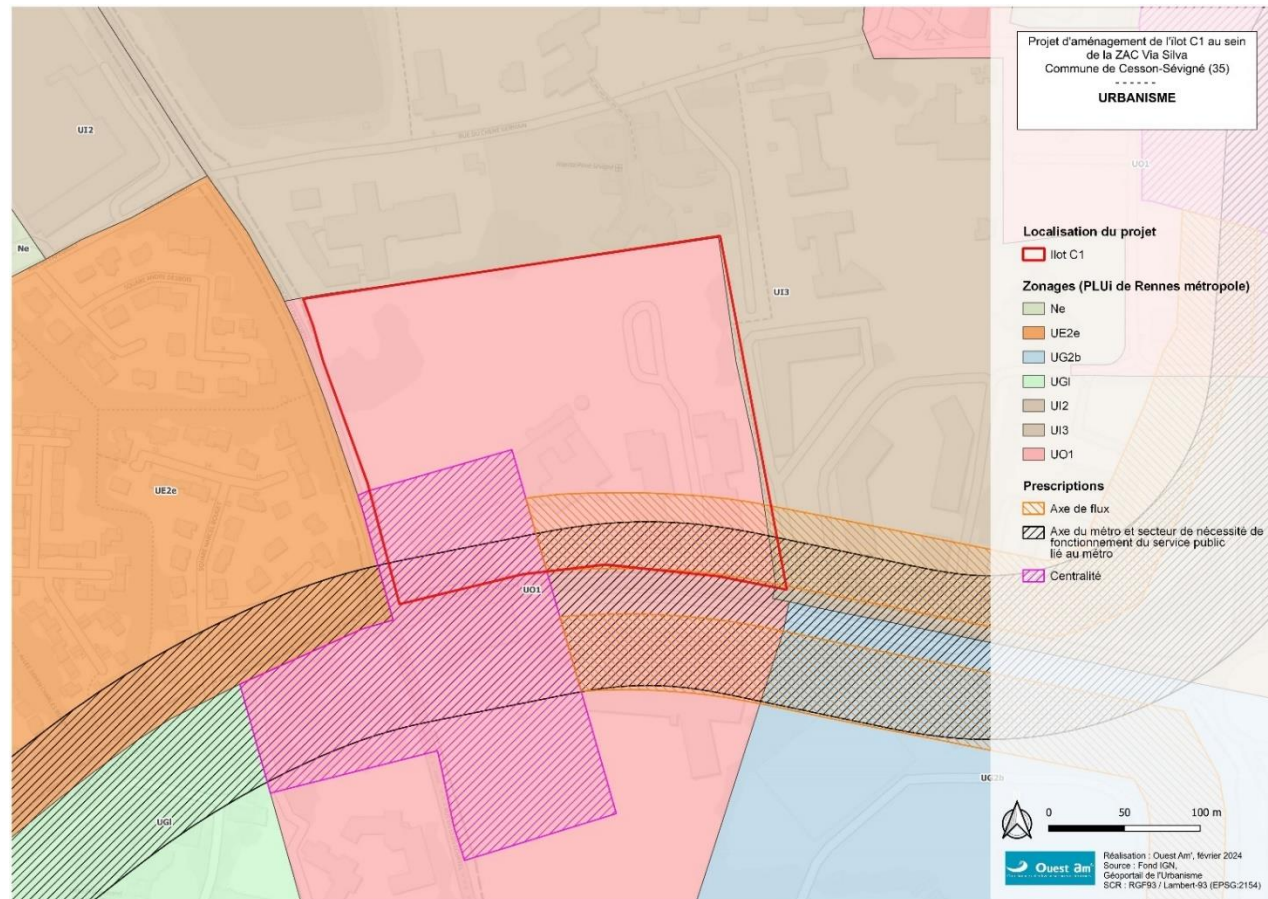 Projet d'aménagement de l'îlot C1 au sein
de la ZAC Via Silva
Commune de Cesson-Sévigné (35)
------
URBANISME
UI2
Ne
UE2e
UI3
UO1
UO1
UGl
UG2b
Localisation du projet
Ilot C1
Zonages (PLUi de Rennes métropole)
Ne
UE2e
UG2b
UGl
UI2
UI3
UO1
Prescriptions
Axe de flux
Axe du métro et secteur de nécessité de
fonctionnement du service public
lié au métro
Centralité
0 50 100 m
Ouest am'
Réalisation : Ouest Am', février 2024
Source : Fond IGN,
Géoportail de l'Urbanisme
SCR : RGF93 / Lambert-93 (EPSG:2154)